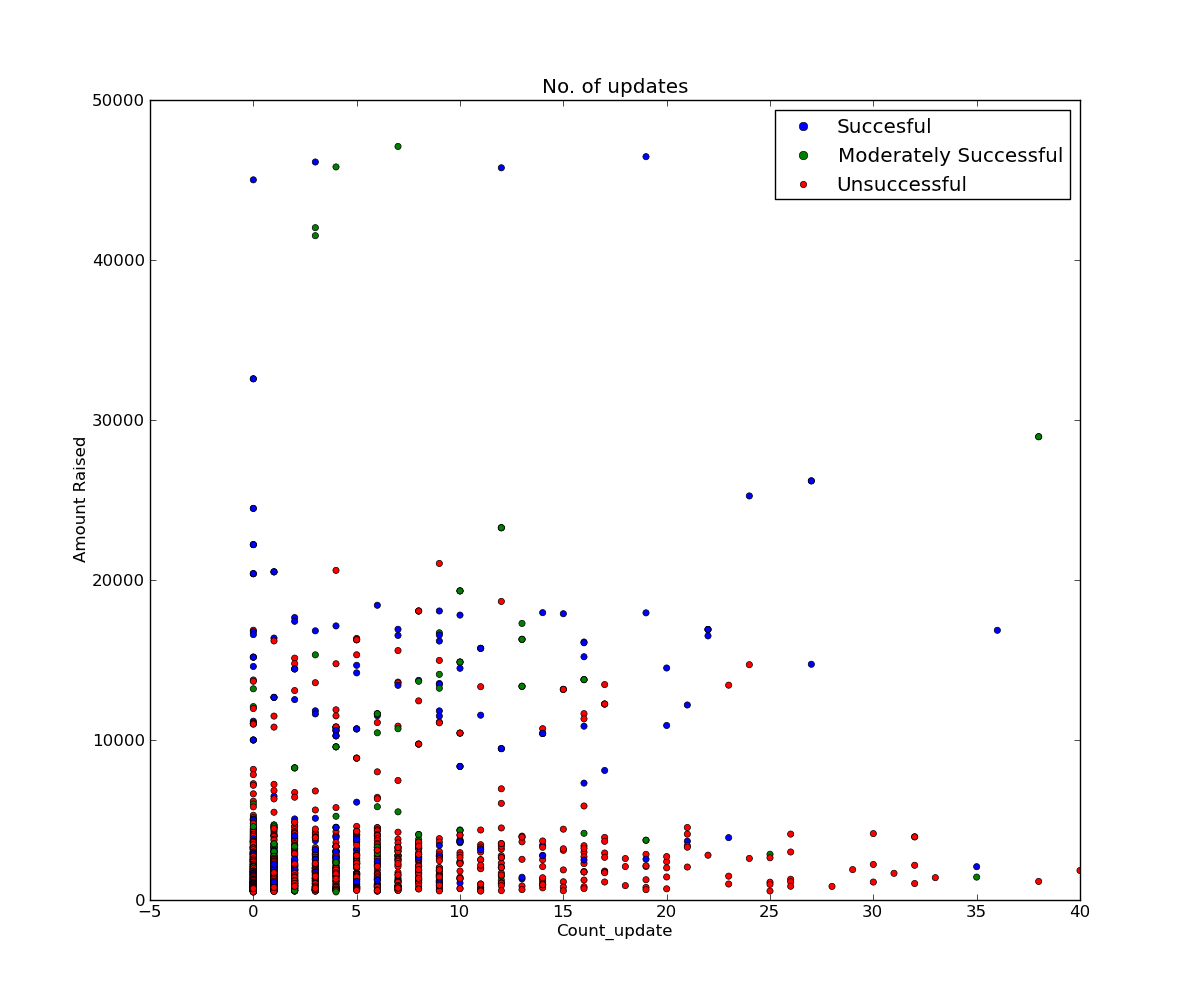 No. of updates
50000
40000
30000
20000
10000
0
Amount Raised
Succesful
Moderately Successful
Unsuccessful
−5 0 5 10 15 20 25 30 35 40
Count_update